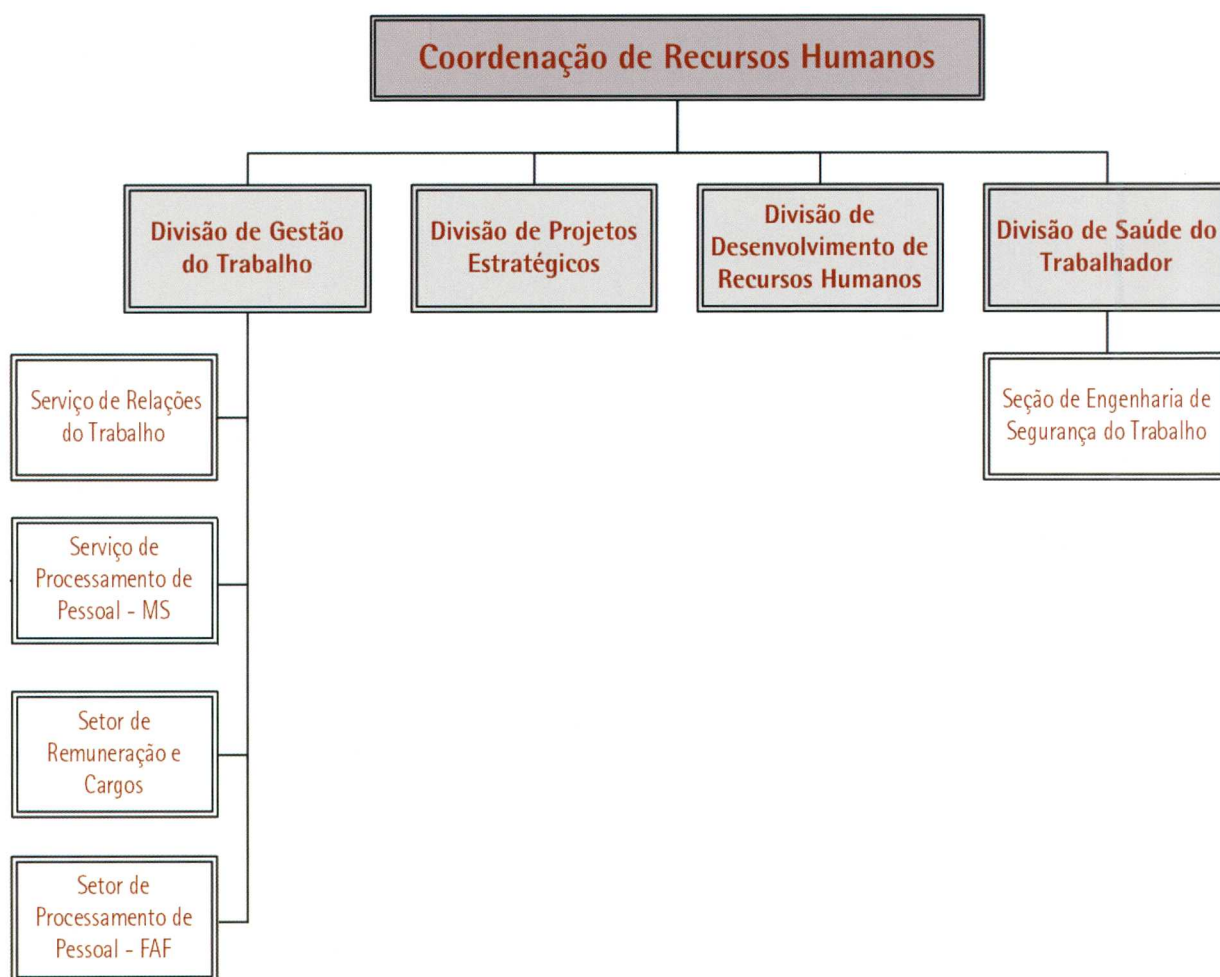 Coordenação de Recursos Humanos
Divisão de Gestão
do Trabalho
Divisão de Projetos
Estratégicos
Divisão de
Desenvolvimento de
Recursos Humanos
Divisão de Saúde do
Trabalhador
Serviço de Relações
do Trabalho
Seção de Engenharia de
Segurança do Trabalho
Serviço de
Processamento de
Pessoal - MS
Setor de
Remuneração e
Cargos
Setor de
Processamento de
Pessoal - FAF